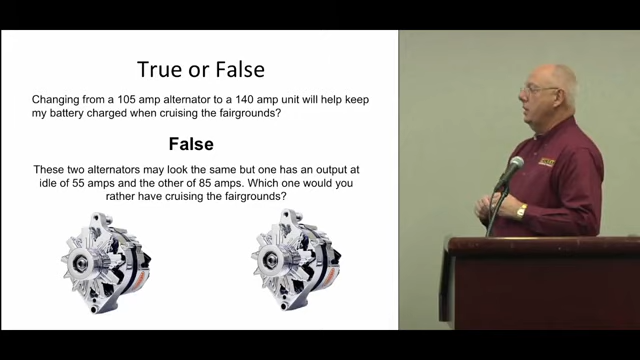 True or False
Changing from a 105 amp alternator to a 140 amp unit will help keep
my battery charged when cruising the fairgrounds?
False
These two alternators may look the same but one has an output at
idle of 55 amps and the other of 85 amps. Which one would you
rather have cruising the fairgrounds?